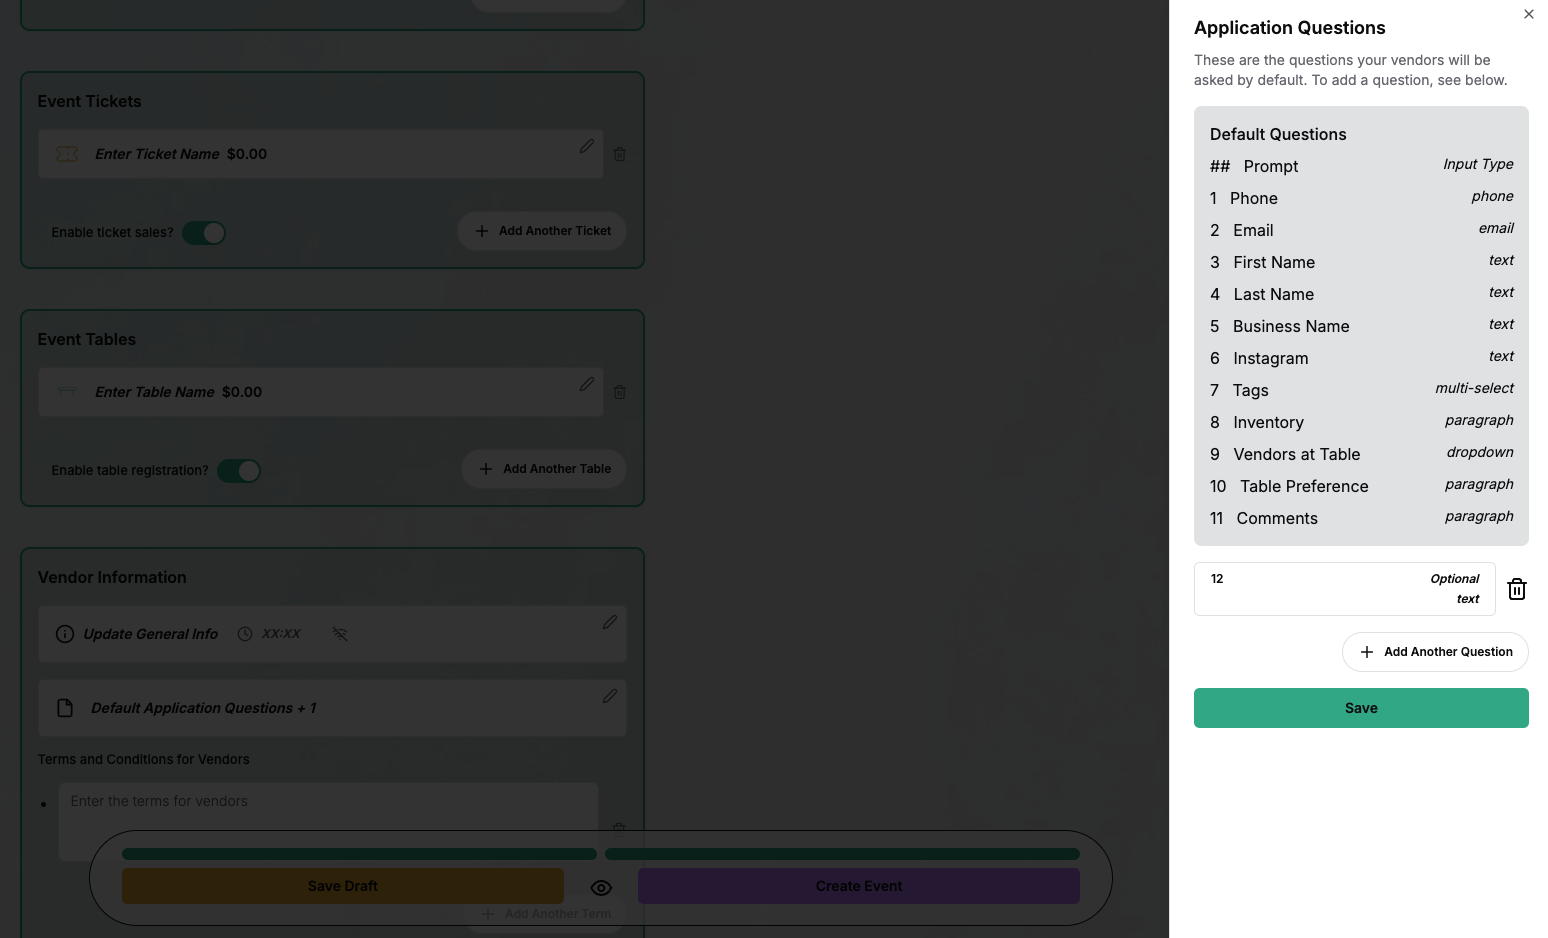 Event Tickets
Enter Ticket Name $0.00
Enable ticket sales?
Add Another Ticket
Event Tables
Enter Table Name $0.00
Enable table registration?
Add Another Table
Vendor Information
Update General Info XX:XX
Default Application Questions + 1
Terms and Conditions for Vendors
Enter the terms for vendors
Save Draft
Create Event
Add Another Term
Application Questions
These are the questions your vendors will be
asked by default. To add a question, see below.
Default Questions
## Prompt Input Type
1 Phone phone
2 Email email
3 First Name text
4 Last Name text
5 Business Name text
6 Instagram text
7 Tags multi-select
8 Inventory paragraph
9 Vendors at Table dropdown
10 Table Preference paragraph
11 Comments paragraph
12 Optional
text
Add Another Question
Save